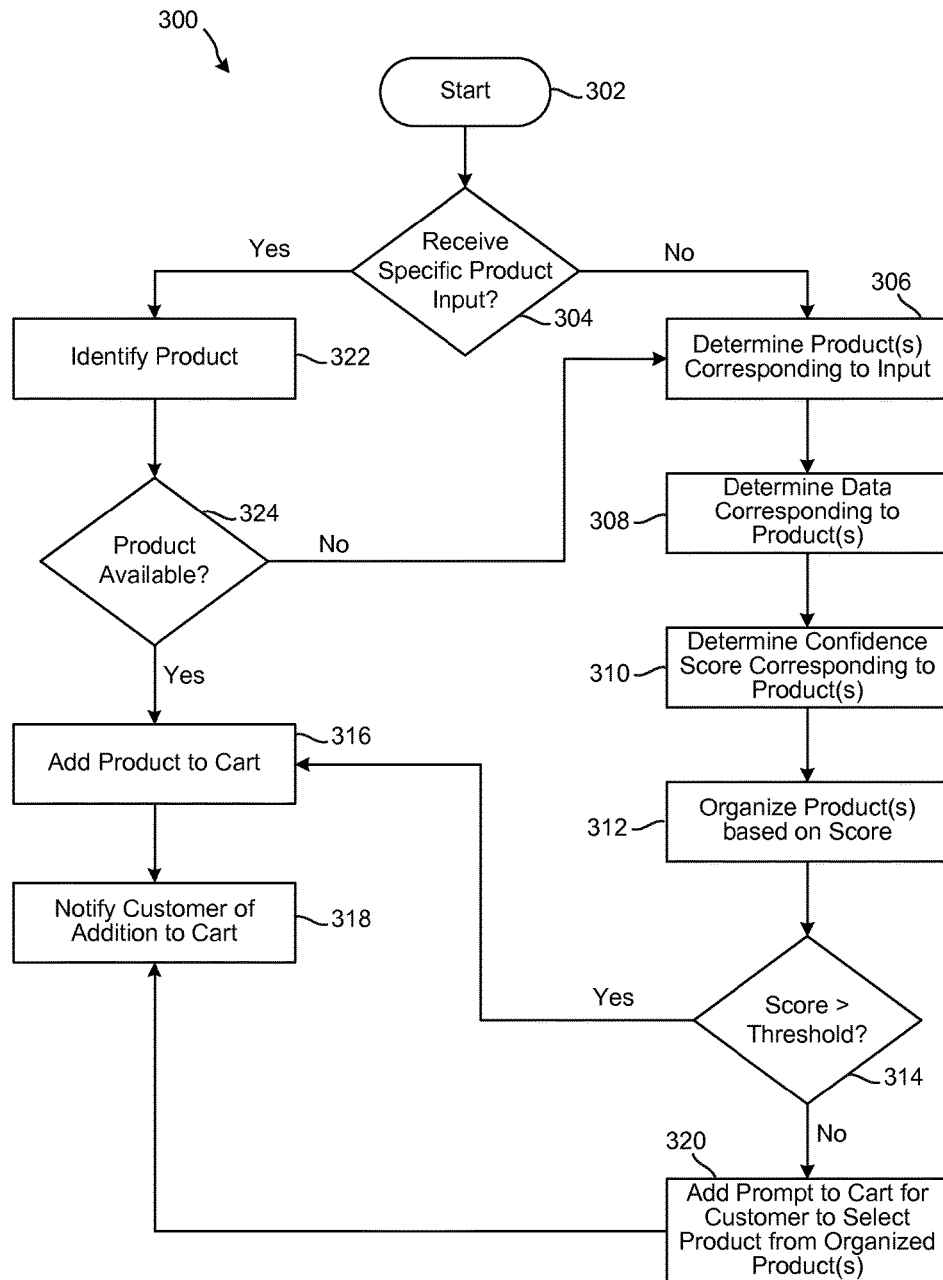 300
Start
302
Receive
Specific Product
Input?
304
Yes
No
306
Identify Product
322
Determine Product(s)
Corresponding to Input
324
Product
Available?
No
308
Determine Data
Corresponding to
Product(s)
Yes
310
Determine Confidence
Score Corresponding to
Product(s)
316
Add Product to Cart
312
Organize Product(s)
based on Score
Notify Customer of
Addition to Cart
318
Yes
Score >
Threshold?
314
No
320
Add Prompt to Cart for
Customer to Select
Product from Organized
Product(s)